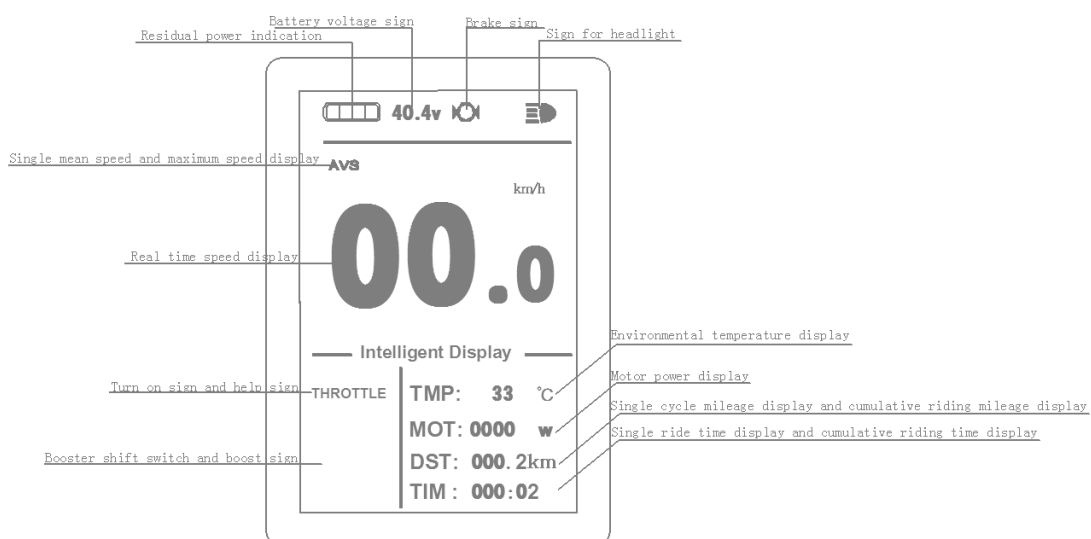 Battery voltage sign
Brake sign
Residual power indication
Sign for headlight
40.4v
Single mean speed and maximum speed display
AVS
km/h
Real time speed display
00.0
Environmental temperature display
Intelligent Display
Motor power display
Turn on sign and help sign
THROTTLE
TMP: 33 °C
Single cycle mileage display and cumulative riding mileage display
MOT: 0000 w
Single ride time display and cumulative riding time display
Booster shift switch and boost sign
DST: 000.2km
TIM : 000:02